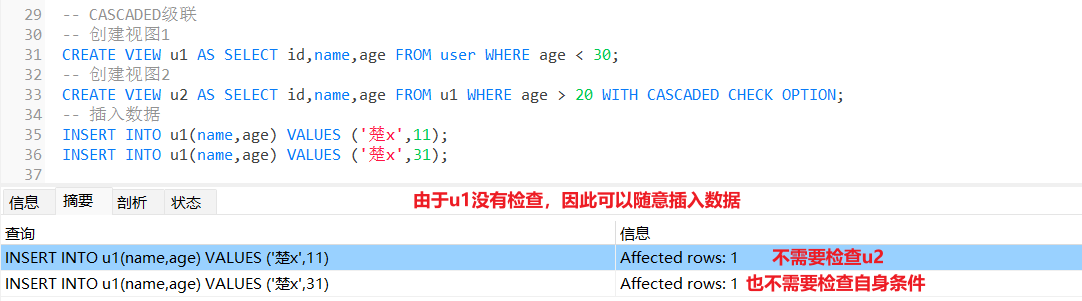 29 -- CASCADED级联
30 -- 创建视图1
31 CREATE VIEW u1 AS SELECT id,name,age FROM user WHERE age < 30;
32 -- 创建视图2
33 CREATE VIEW u2 AS SELECT id,name,age FROM u1 WHERE age > 20 WITH CASCADED CHECK OPTION;
34 -- 插入数据
35 INSERT INTO u1(name,age) VALUES ('楚x',11);
36 INSERT INTO u1(name,age) VALUES ('楚x',31);
37
信息 摘要 剖析 状态 由于u1没有检查，因此可以随意插入数据
查询 信息
INSERT INTO u1(name,age) VALUES ('楚x',11) Affected rows: 1 不需要检查u2
INSERT INTO u1(name,age) VALUES ('楚x',31) Affected rows: 1 也不需要检查自身条件